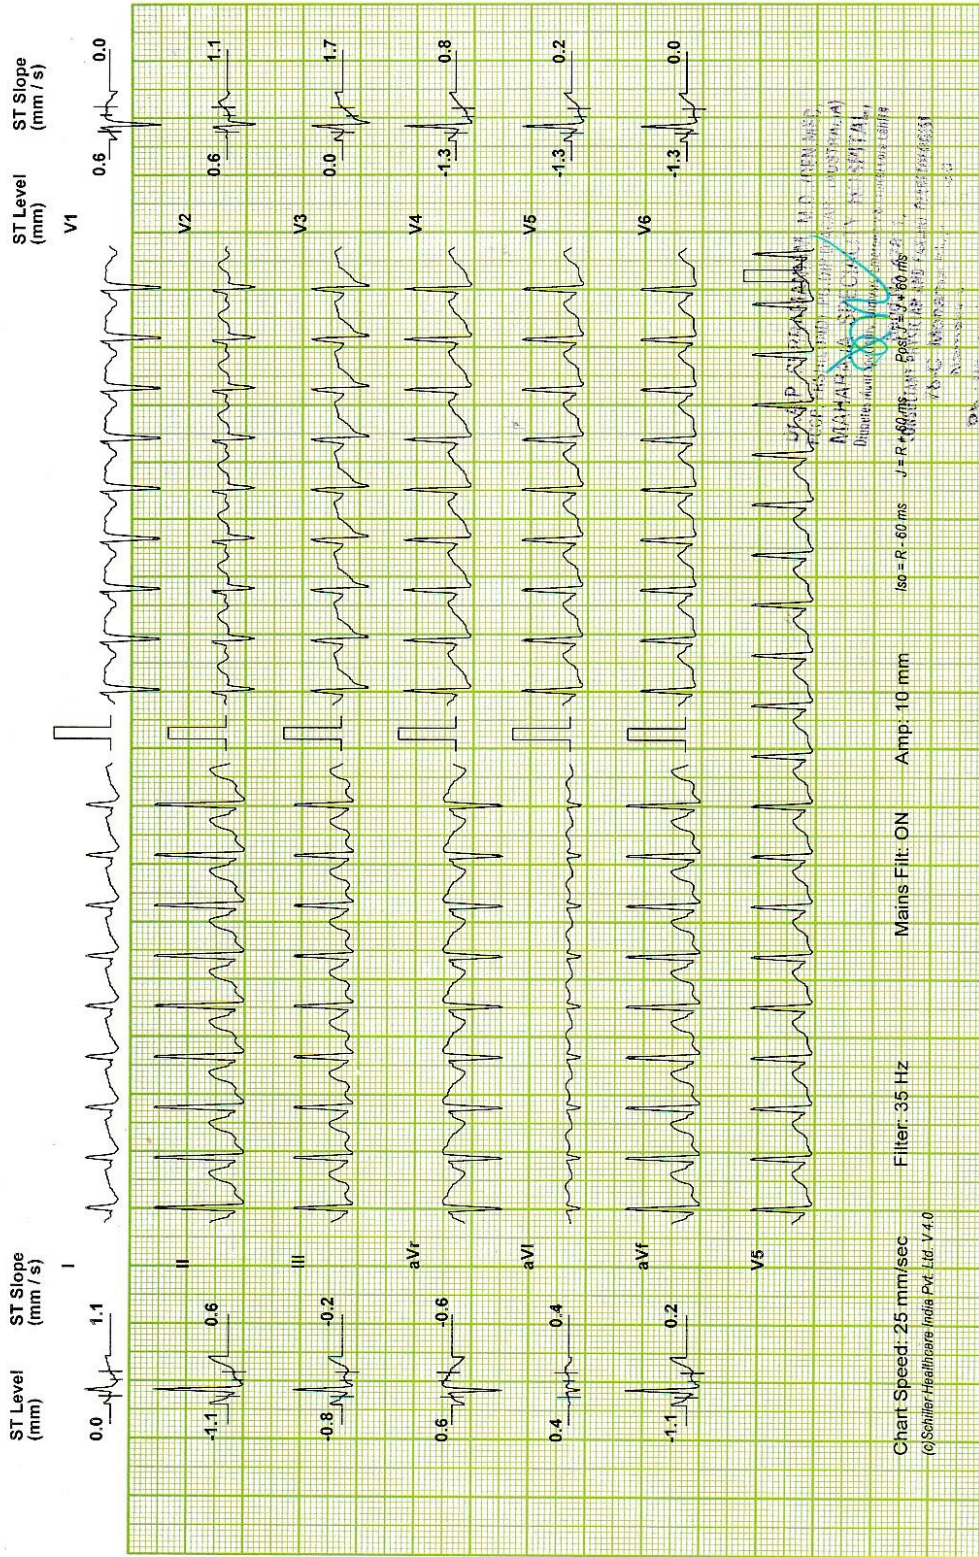 ST Level
(mm)
ST Slope
(mm / s)
I
0.0
1.1
II
-1.1
0.6
III
-0.8
-0.2
aVr
0.6
-0.6
aVl
0.4
0.4
aVf
-1.1
0.2
V5
ST Level
(mm)
ST Slope
(mm / s)
V1
0.6
0.0
V2
0.6
1.1
V3
0.0
1.7
V4
-1.3
0.8
V5
-1.3
0.2
V6
-1.3
0.0
MAHARAJA SPECIALITY HOSPITAL
Chart Speed: 25 mm/sec Filter: 35 Hz Mains Filt: ON Amp: 10 mm Iso = R - 60 ms J = R + 60 ms Post J = J + 60 ms
(c)Schiller Healthcare India Pvt. Ltd. V 4.0